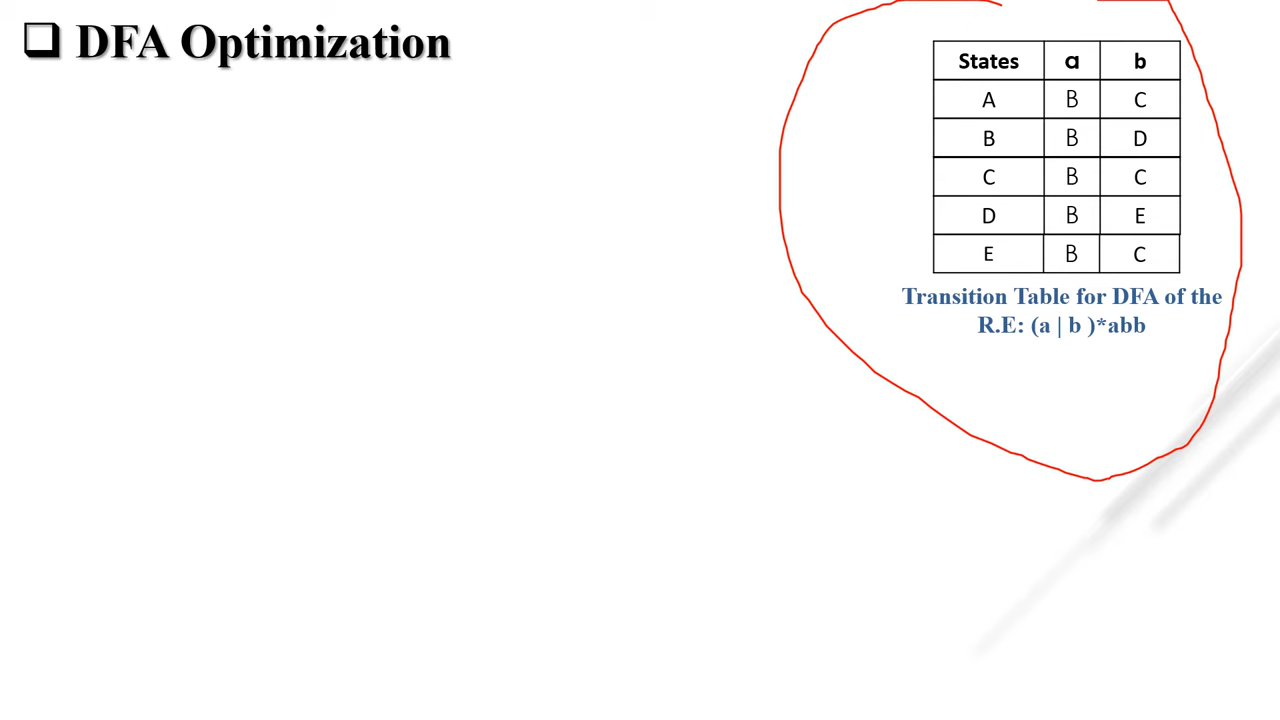 DFA Optimization
States a b
A B C
B B D
C B C
D B E
E B C
Transition Table for DFA of the
R.E: (a | b )*abb